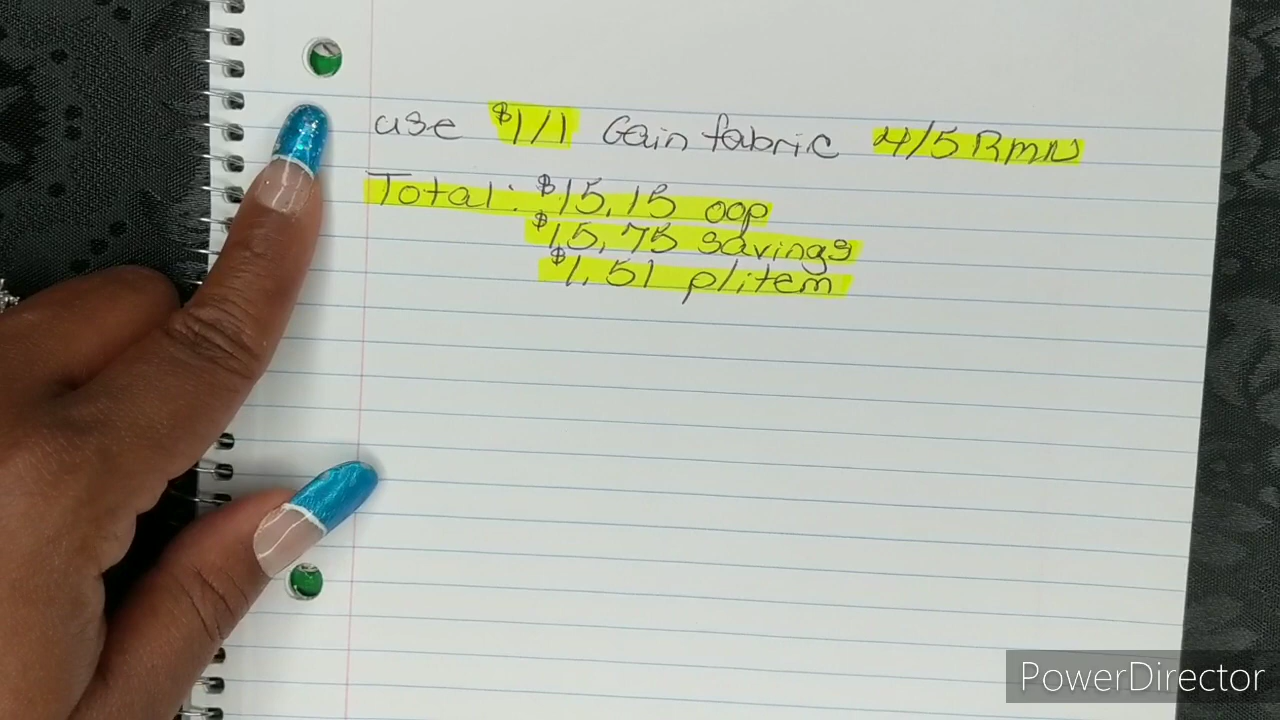 use $1/1 Gain fabric 4/5 RMN
Total: $15.15 oop
$15.75 savings
$1.51 p/item
PowerDirector